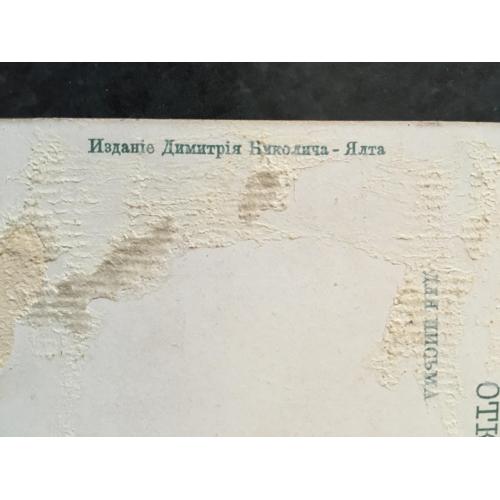 Изданіе Димитрія Николича - Ялта
для письма
ОТК